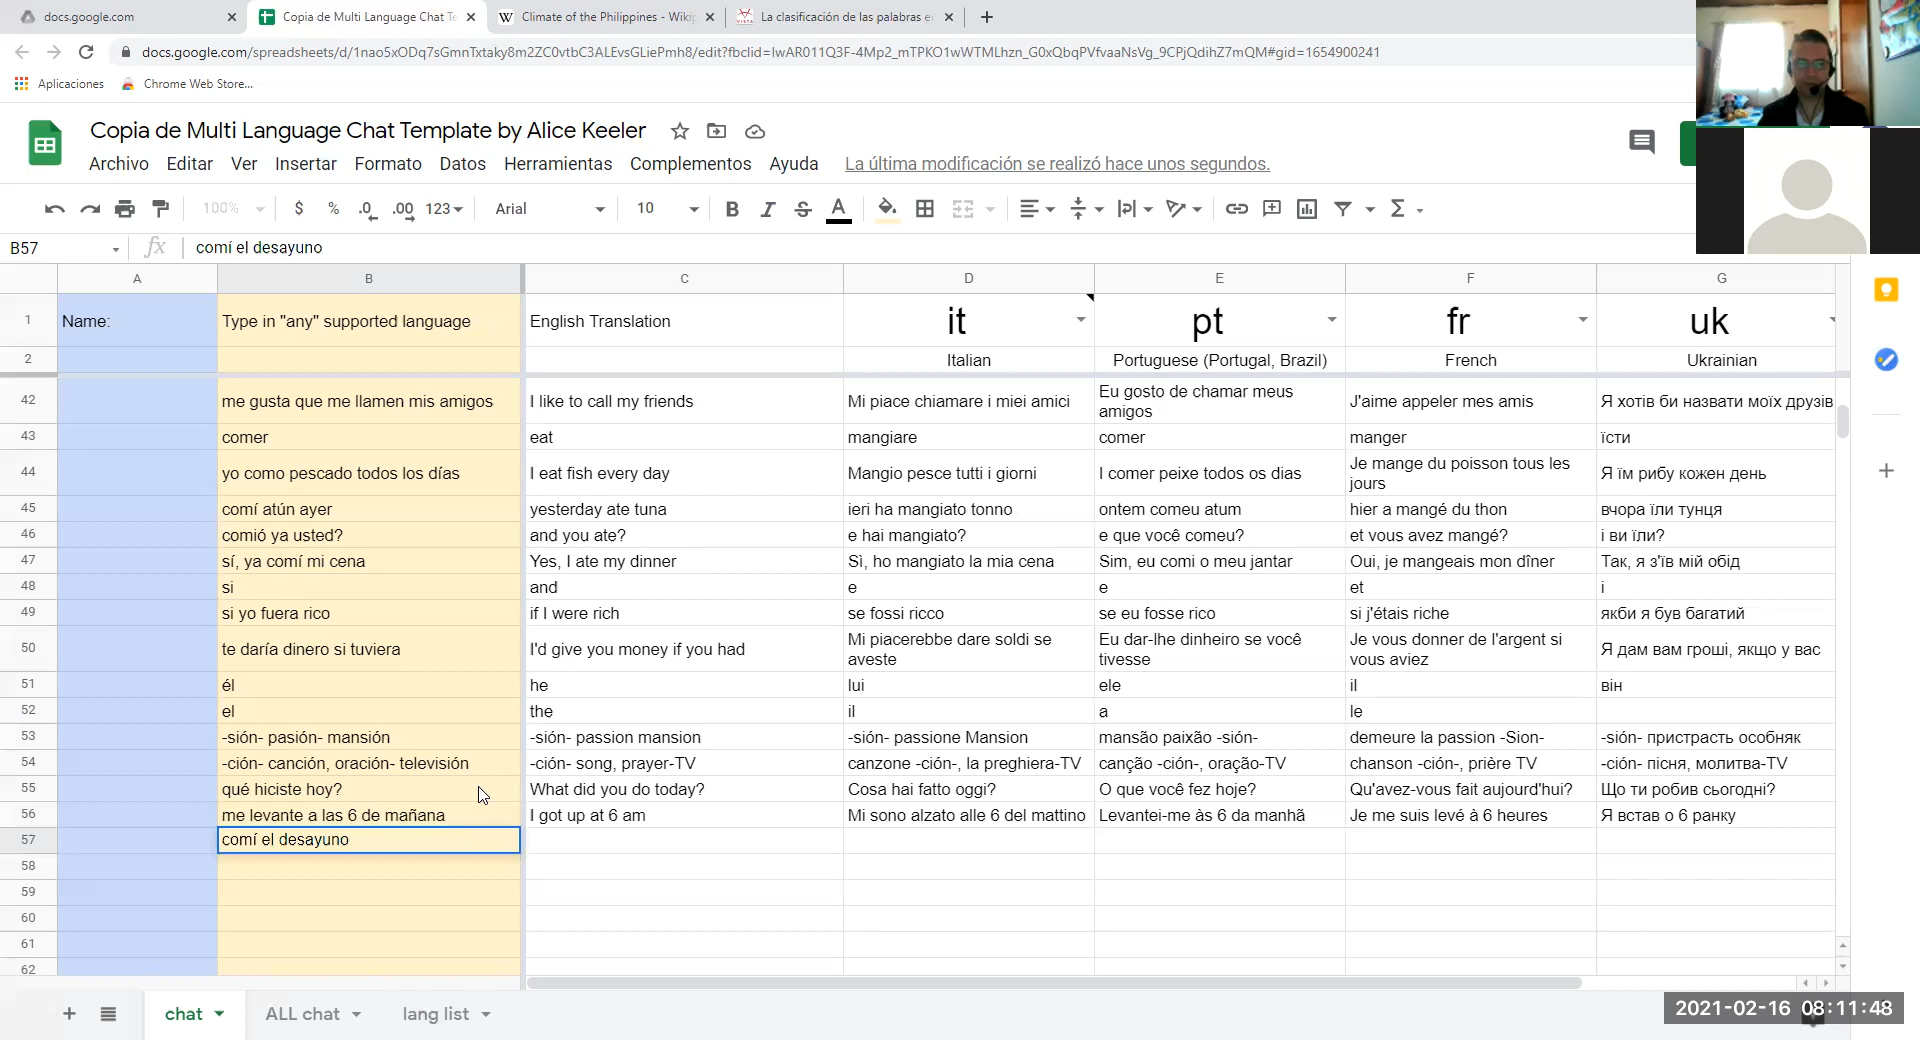 docs.google.com
Copia de Multi Language Chat Te
Climate of the Philippines - Wiki
La clasificación de las palabras e
docs.google.com/spreadsheets/d/1nao5xODq7sGmnTxtaky8m2ZC0vtbC3ALEvsGLiePmh8/edit?fbclid=IwAR011Q3F-4Mp2_mTPKO1wWTMLhzn_G0xQbqPVfvaaNsVg_9CPjQdihZ7mQM#gid=1654900241
Aplicaciones
Chrome Web Store...
Copia de Multi Language Chat Template by Alice Keeler
Archivo Editar Ver Insertar Formato Datos Herramientas Complementos Ayuda La última modificación se realizó hace unos segundos.
100% $ % .0 .00 123 Arial 10 B I S A Σ
B57 fx comí el desayuno
A B C D E F G
1 Name: Type in "any" supported language English Translation it pt fr uk
2 Italian Portuguese (Portugal, Brazil) French Ukrainian
42 me gusta que me llamen mis amigos I like to call my friends Mi piace chiamare i miei amici Eu gosto de chamar meus amigos J'aime appeler mes amis Я хотів би назвати моїх друзів
43 comer eat mangiare comer manger їсти
44 yo como pescado todos los días I eat fish every day Mangio pesce tutti i giorni I comer peixe todos os dias Je mange du poisson tous les jours Я їм рибу кожен день
45 comí atún ayer yesterday ate tuna ieri ha mangiato tonno ontem comeu atum hier a mangé du thon вчора їли тунця
46 comió ya usted? and you ate? e hai mangiato? e que você comeu? et vous avez mangé? і ви їли?
47 sí, ya comí mi cena Yes, I ate my dinner Sì, ho mangiato la mia cena Sim, eu comi o meu jantar Oui, je mangeais mon dîner Так, я з'їв мій обід
48 si and e e et і
49 si yo fuera rico if I were rich se fossi ricco se eu fosse rico si j'étais riche якби я був багатий
50 te daría dinero si tuviera I'd give you money if you had Mi piacerebbe dare soldi se aveste Eu dar-lhe dinheiro se você tivesse Je vous donner de l'argent si vous aviez Я дам вам гроші, якщо у вас
51 él he lui ele il він
52 el the il a le
53 -sión- pasión- mansión -sión- passion mansion -sión- passione Mansion mansão paixão -sión- demeure la passion -Sion- -sión- пристрасть особняк
54 -ción- canción, oración- televisión -ción- song, prayer-TV canzone -ción-, la preghiera-TV canção -ción-, oração-TV chanson -ción-, prière TV -ción- пісня, молитва-TV
55 qué hiciste hoy? What did you do today? Cosa hai fatto oggi? O que você fez hoje? Qu'avez-vous fait aujourd'hui? Що ти робив сьогодні?
56 me levante a las 6 de mañana I got up at 6 am Mi sono alzato alle 6 del mattino Levantei-me às 6 da manhã Je me suis levé à 6 heures Я встав о 6 ранку
57 comí el desayuno
58
59
60
61
62
chat ALL chat lang list
2021-02-16 08:11:48